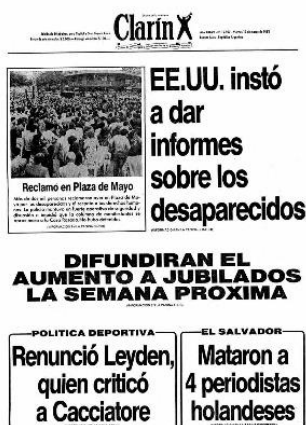 Clarín
EE.UU. instó
a dar
informes
sobre los
desaparecidos
Reclamo en Plaza de Mayo
DIFUNDIRAN EL
AUMENTO A JUBILADOS
LA SEMANA PROXIMA
POLITICA DEPORTIVA
Renunció Leyden,
quien criticó
a Cacciatore
EL SALVADOR
Mataron a
4 periodistas
holandeses